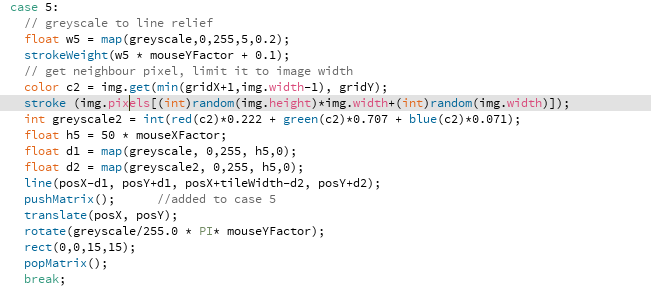 case 5:
// greyscale to line relief
float w5 = map(greyscale,0,255,5,0.2);
strokeWeight(w5 * mouseYFactor + 0.1);
// get neighbour pixel, limit it to image width
color c2 = img.get(min(gridX+1,img.width-1), gridY);
stroke (img.pixels[(int)random(img.height)*img.width+(int)random(img.width)]);
int greyscale2 = int(red(c2)*0.222 + green(c2)*0.707 + blue(c2)*0.071);
float h5 = 50 * mouseXFactor;
float d1 = map(greyscale, 0,255, h5,0);
float d2 = map(greyscale2, 0,255, h5,0);
line(posX-d1, posY+d1, posX+tileWidth-d2, posY+d2);
pushMatrix(); //added to case 5
translate(posX, posY);
rotate(greyscale/255.0 * PI* mouseYFactor);
rect(0,0,15,15);
popMatrix();
break;